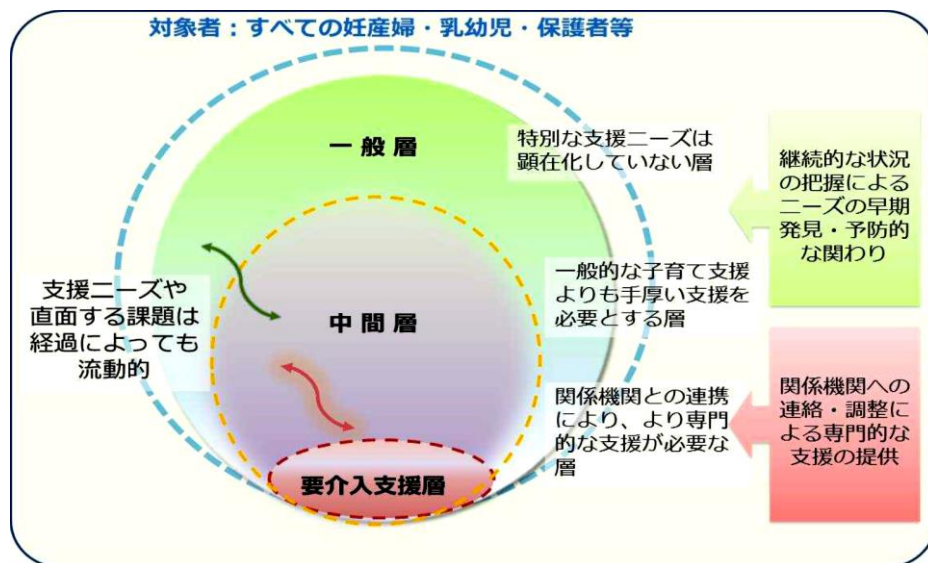 対象者：すべての妊産婦・乳幼児・保護者等
一般層
特別な支援ニーズは
顕在化していない層
継続的な状況
の把握による
ニーズの早期
発見・予防的
な関わり
支援ニーズや
直面する課題は
経過によっても
流動的
中間層
一般的な子育て支援
よりも手厚い支援を
必要とする層
要介入支援層
関係機関との連携
により、より専門
的な支援が必要な
層
関係機関への
連絡・調整に
よる専門的な
支援の提供